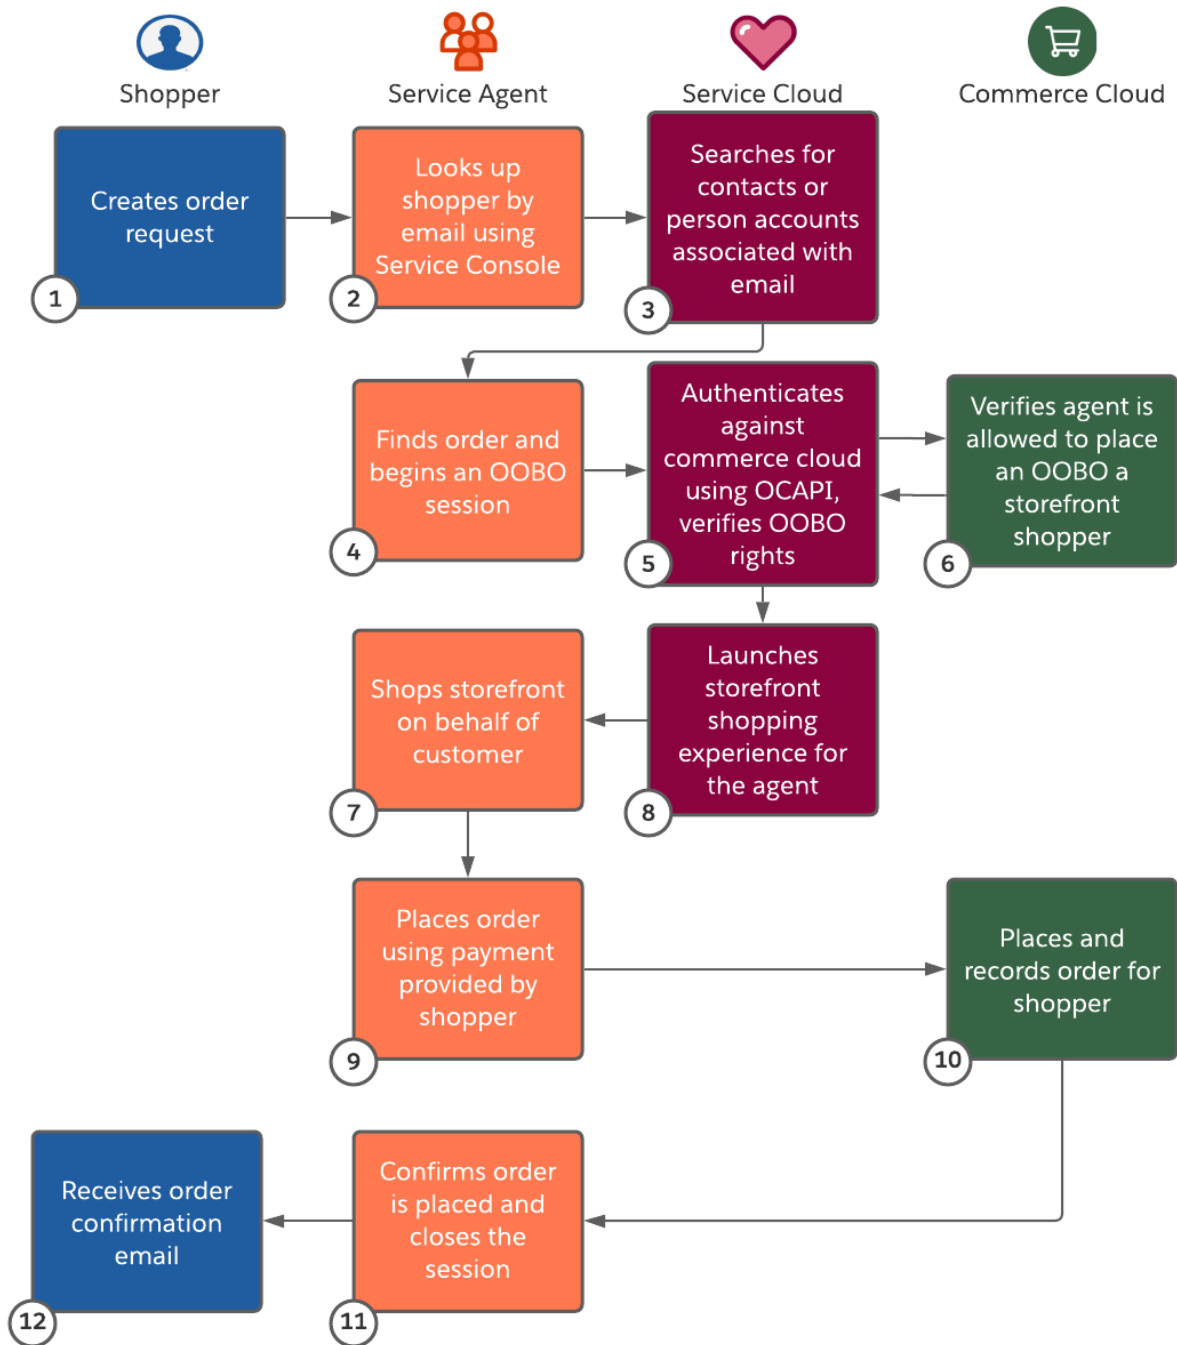 Shopper
Service Agent
Service Cloud
Commerce Cloud
Creates order
request
1
Looks up
shopper by
email using
Service Console
2
Searches for
contacts or
person accounts
associated with
email
3
Finds order and
begins an OOBO
session
4
Authenticates
against
commerce cloud
using OCAPI,
verifies OOBO
rights
5
Verifies agent is
allowed to place
an OOBO a
storefront
shopper
6
Shops storefront
on behalf of
customer
7
Launches
storefront
shopping
experience for
the agent
8
Places order
using payment
provided by
shopper
9
Places and
records order for
shopper
10
Confirms order
is placed and
closes the
session
11
Receives order
confirmation
email
12